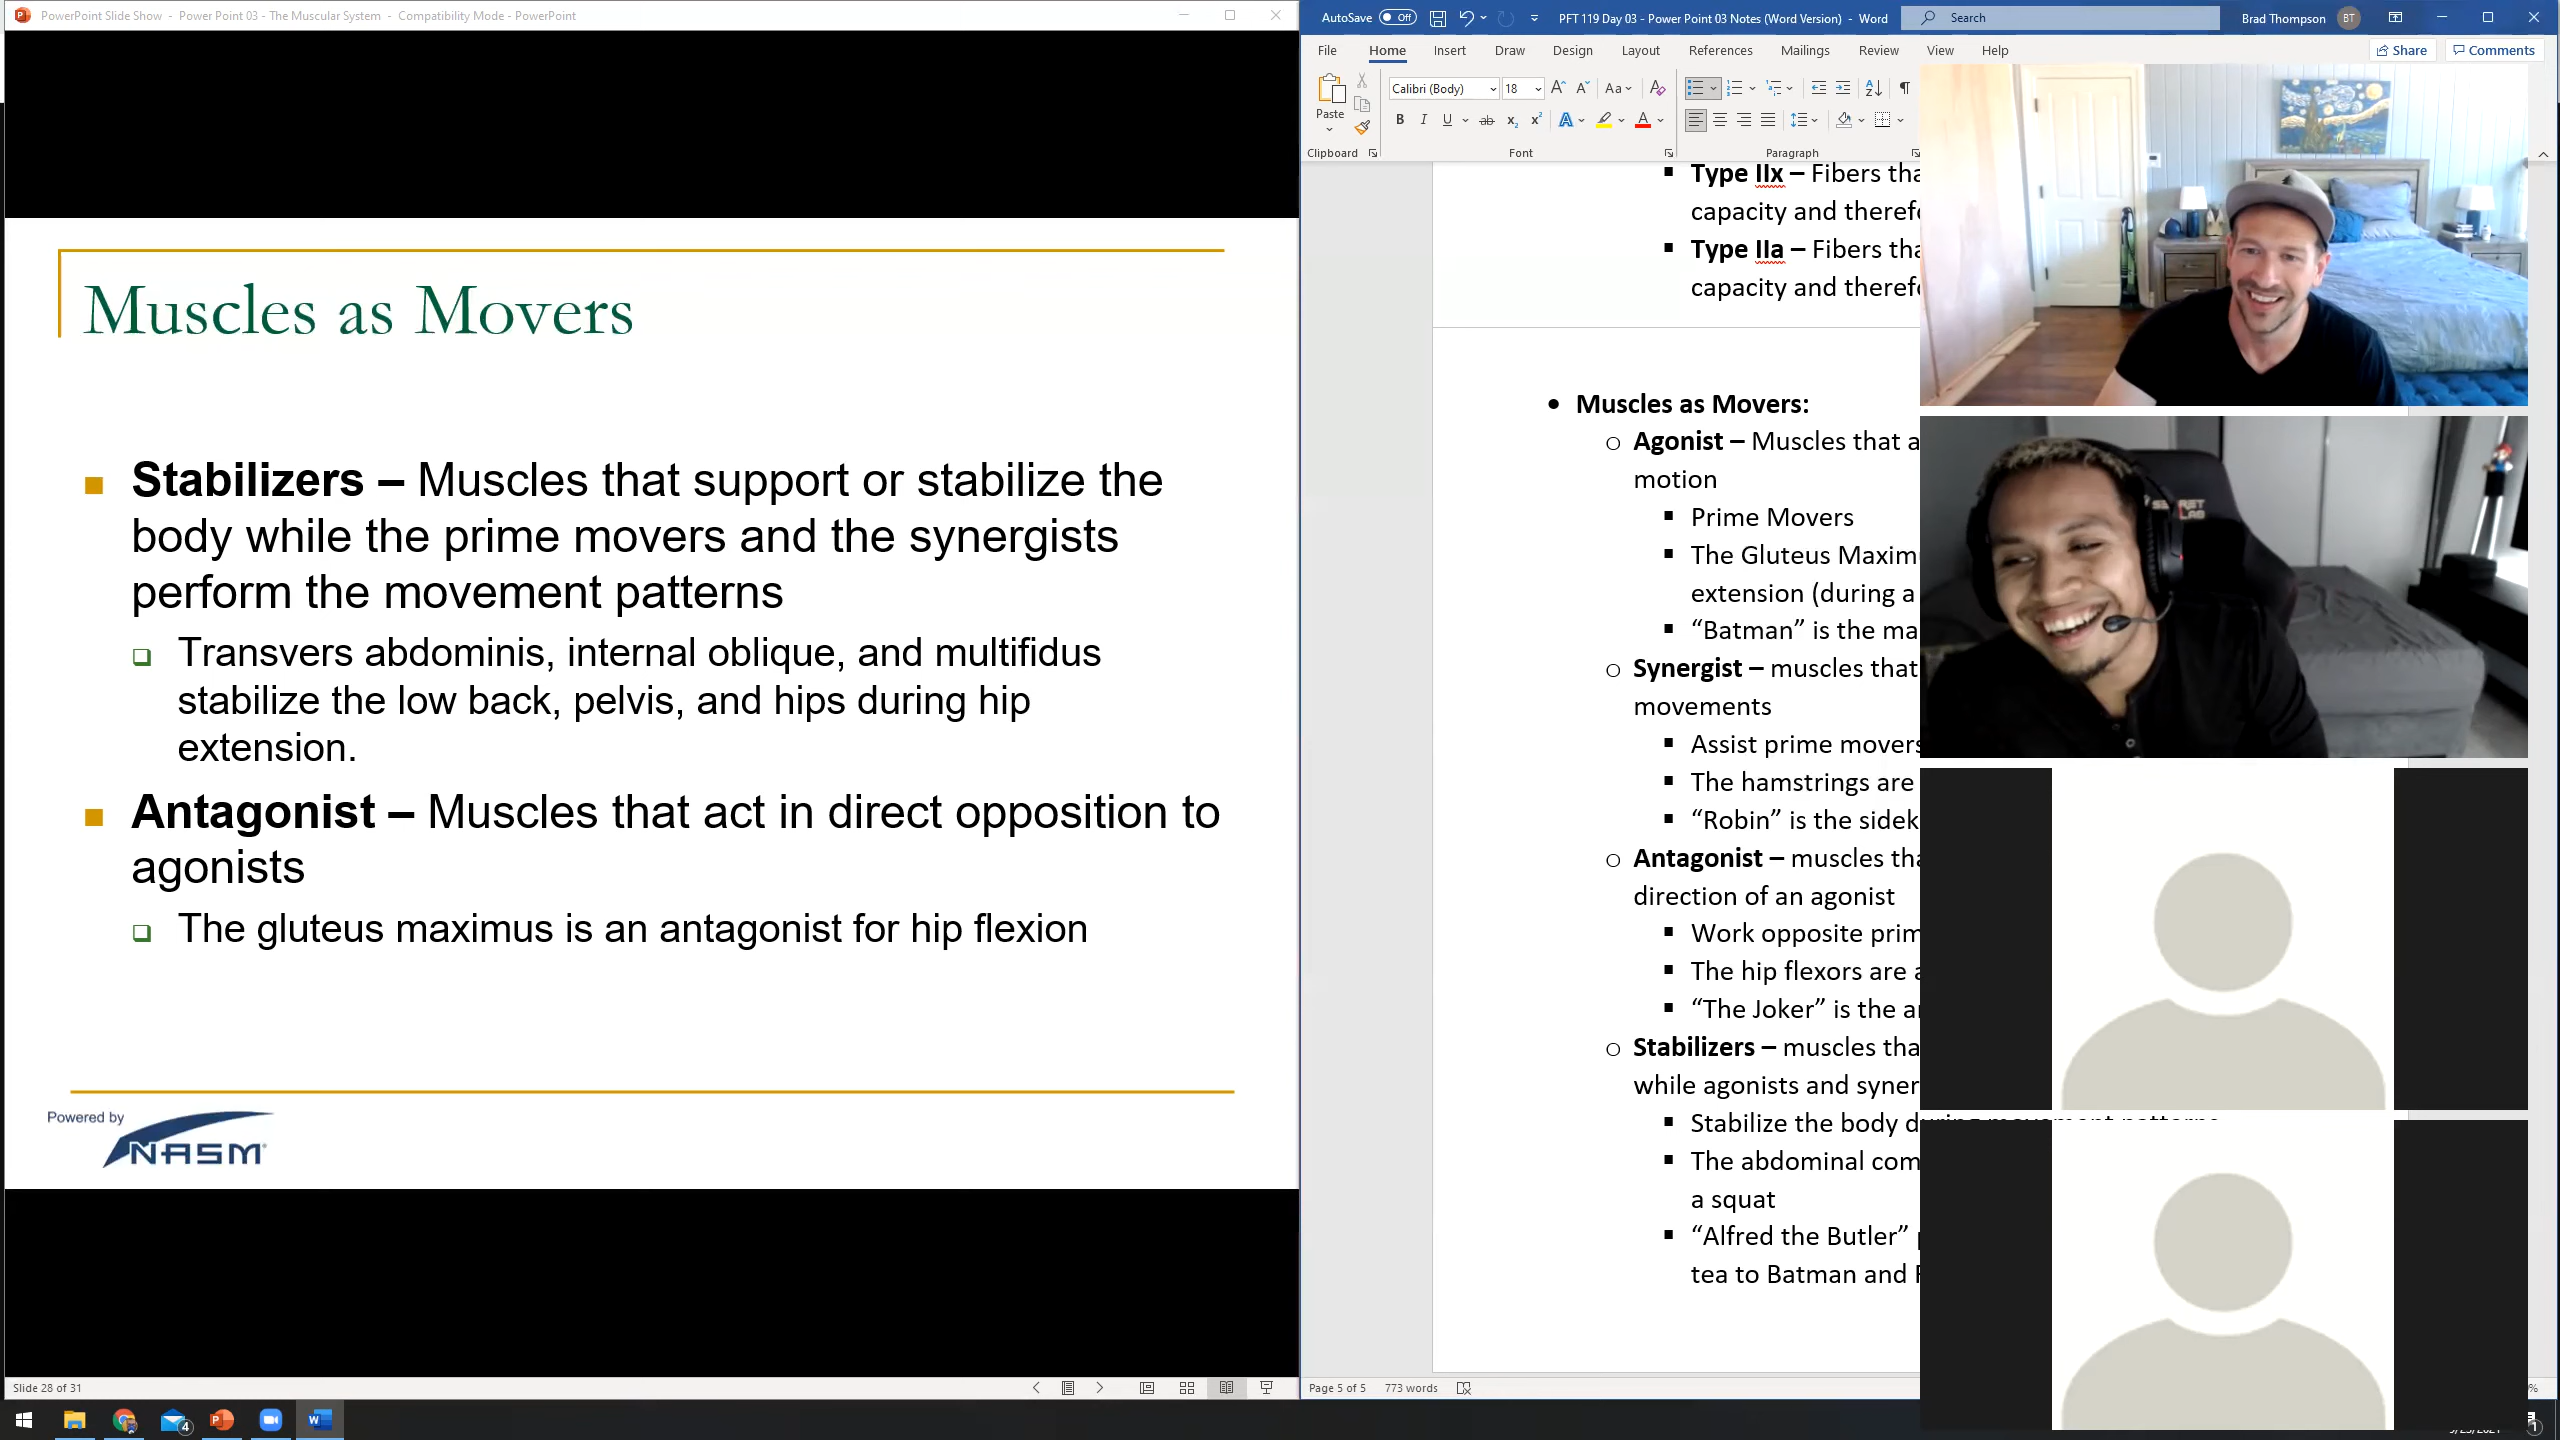 PowerPoint Slide Show - Power Point 03 - The Muscular System - Compatibility Mode - PowerPoint
Muscles as Movers
Stabilizers – Muscles that support or stabilize the
body while the prime movers and the synergists
perform the movement patterns
Transvers abdominis, internal oblique, and multifidus
stabilize the low back, pelvis, and hips during hip
extension.
Antagonist – Muscles that act in direct opposition to
agonists
The gluteus maximus is an antagonist for hip flexion
Powered by
NASM
Slide 28 of 31
AutoSave Off PFT 119 Day 03 - Power Point 03 Notes (Word Version) - Word Search Brad Thompson BT
File Home Insert Draw Design Layout References Mailings Review View Help Share Comments
Paste Calibri (Body) 18
Clipboard Font Paragraph
Type IIx – Fibers tha
capacity and therefo
Type IIa – Fibers tha
capacity and therefo
Muscles as Movers:
Agonist – Muscles that a
motion
Prime Movers
The Gluteus Maxim
extension (during a
“Batman” is the ma
Synergist – muscles that
movements
Assist prime movers
The hamstrings are
“Robin” is the sidek
Antagonist – muscles tha
direction of an agonist
Work opposite prim
The hip flexors are a
“The Joker” is the a
Stabilizers – muscles tha
while agonists and syner
Stabilize the body during movement patterns
The abdominal com
a squat
“Alfred the Butler”
tea to Batman and
Page 5 of 5 773 words
SECRET
LAB
4
1